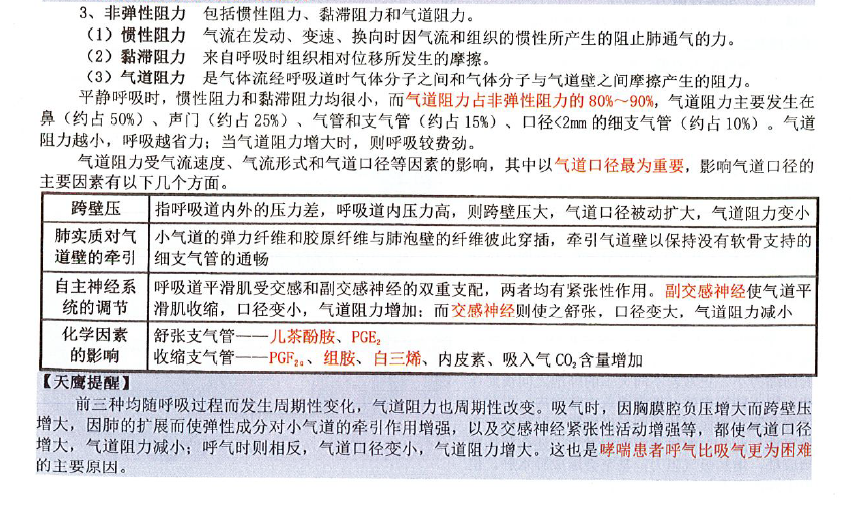 3、非弹性阻力 包括惯性阻力、黏滞阻力和气道阻力。
（1）惯性阻力 气流在发动、变速、换向时因气流和组织的惯性所产生的阻止肺通气的力。
（2）黏滞阻力 来自呼吸时组织相对位移所发生的摩擦。
（3）气道阻力 是气体流经呼吸道时气体分子之间和气体分子与气道壁之间摩擦产生的阻力。
平静呼吸时，惯性阻力和黏滞阻力均很小，而气道阻力占非弹性阻力的80%～90%，气道阻力主要发生在
鼻（约占50%）、声门（约占25%）、气管和支气管（约占15%）、口径<2mm的细支气管（约占10%）。气道
阻力越小，呼吸越省力；当气道阻力增大时，则呼吸较费劲。
气道阻力受气流速度、气流形式和气道口径等因素的影响，其中以气道口径最为重要，影响气道口径的
主要因素有以下几个方面。
跨壁压 指呼吸道内外的压力差，呼吸道内压力高，则跨壁压大，气道口径被动扩大，气道阻力变小
肺实质对气 小气道的弹力纤维和胶原纤维与肺泡壁的纤维彼此穿插，牵引气道壁以保持没有软骨支持的
道壁的牵引 细支气管的通畅
自主神经系 呼吸道平滑肌受交感和副交感神经的双重支配，两者均有紧张性作用。副交感神经使气道平
统的调节 滑肌收缩，口径变小，气道阻力增加；而交感神经则使之舒张，口径变大，气道阻力减小
化学因素 舒张支气管——儿茶酚胺、PGE₂
的影响 收缩支气管——PGF₂α、组胺、白三烯、内皮素、吸入气CO₂含量增加
【天鹰提醒】
前三种均随呼吸过程而发生周期性变化，气道阻力也周期性改变。吸气时，因胸膜腔负压增大而跨壁压
增大，因肺的扩展而使弹性成分对小气道的牵引作用增强，以及交感神经紧张性活动增强等，都使气道口径
增大，气道阻力减小；呼气时则相反，气道口径变小，气道阻力增大。这也是哮喘患者呼气比吸气更为困难
的主要原因。